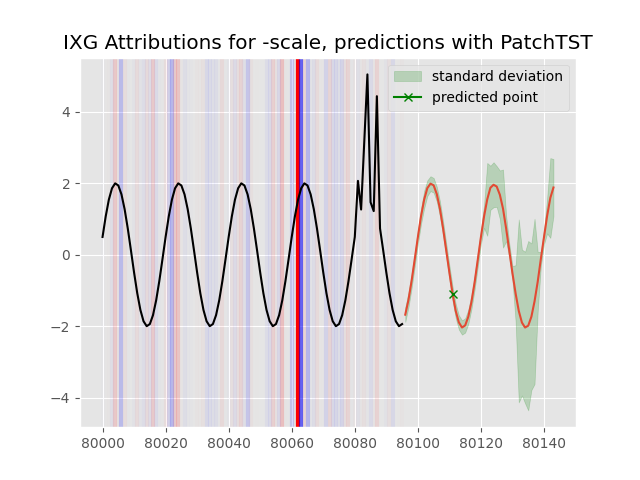 IXG Attributions for -scale, predictions with PatchTST
standard deviation
predicted point
4
2
0
−2
−4
80000 80020 80040 80060 80080 80100 80120 80140